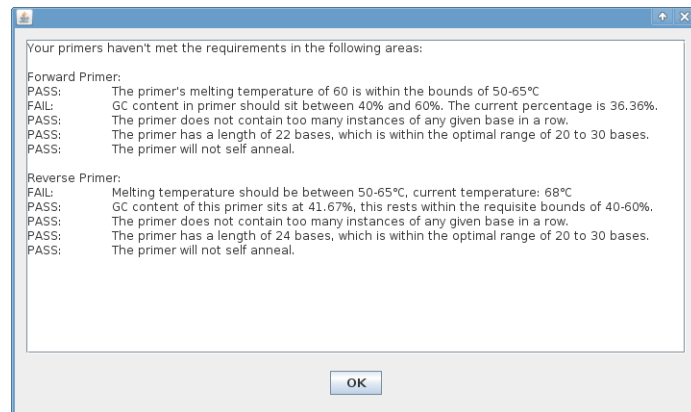 Your primers haven't met the requirements in the following areas:
Forward Primer:
PASS: The primer's melting temperature of 60 is within the bounds of 50-65°C
FAIL: GC content in primer should sit between 40% and 60%. The current percentage is 36.36%.
PASS: The primer does not contain too many instances of any given base in a row.
PASS: The primer has a length of 22 bases, which is within the optimal range of 20 to 30 bases.
PASS: The primer will not self anneal.
Reverse Primer:
FAIL: Melting temperature should be between 50-65°C, current temperature: 68°C
PASS: GC content of this primer sits at 41.67%, this rests within the requisite bounds of 40-60%.
PASS: The primer does not contain too many instances of any given base in a row.
PASS: The primer has a length of 24 bases, which is within the optimal range of 20 to 30 bases.
PASS: The primer will not self anneal.
OK